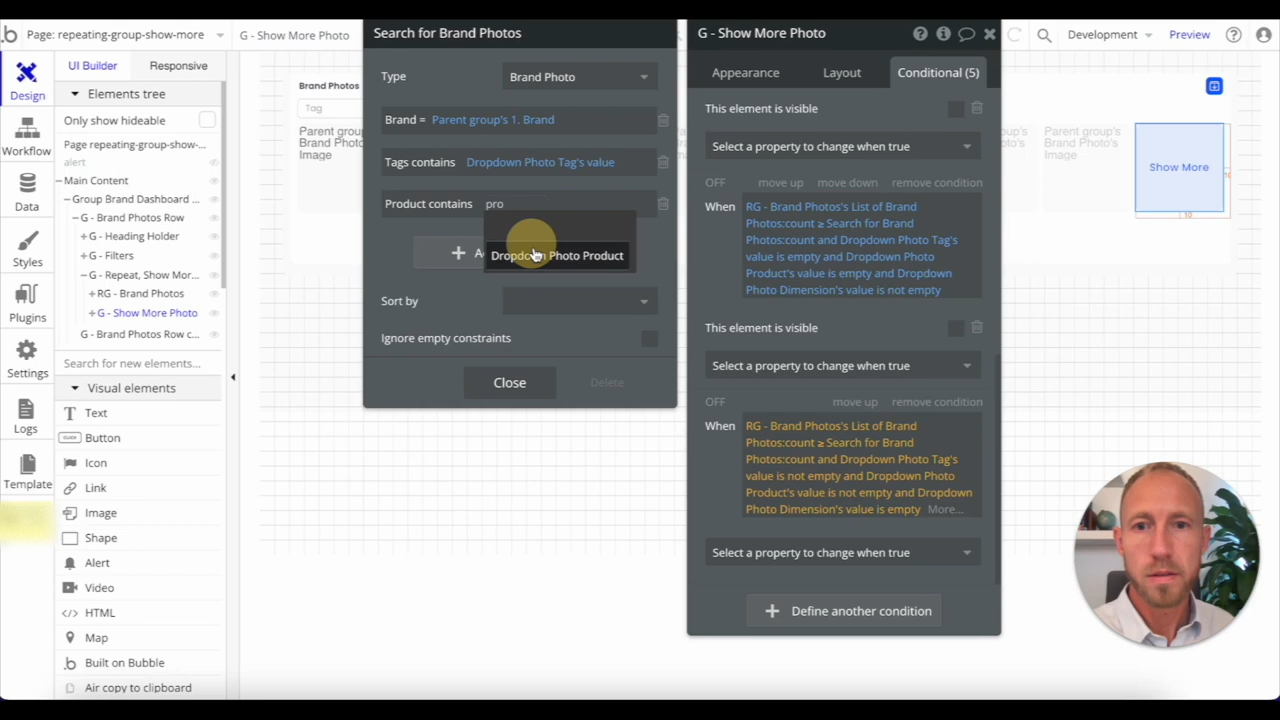 Page: repeating-group-show-more
G - Show More Photo
Development
Preview
Design
Workflow
Data
Styles
Plugins
Settings
Logs
Template
UI Builder
Responsive
Elements tree
Only show hideable
Page repeating-group-show-...
alert
Main Content
Group Brand Dashboard ...
G - Brand Photos Row
G - Heading Holder
G - Filters
G - Repeat, Show Mor...
RG - Brand Photos
G - Show More Photo
G - Brand Photos Row c...
Search for new elements...
Visual elements
Text
Button
CLICK
Icon
Link
Image
Shape
Alert
Video
</> HTML
Map
Built on Bubble
Air copy to clipboard
Brand Photos
Tag
Parent group's
Brand Photo's
Image
Search for Brand Photos
Type
Brand Photo
Brand = Parent group's 1. Brand
Tags contains Dropdown Photo Tag's value
Product contains pro
Dropdown Photo Product
Sort by
Ignore empty constraints
Close
Delete
G - Show More Photo
Appearance
Layout
Conditional (5)
This element is visible
Select a property to change when true
OFF move up move down remove condition
When RG - Brand Photos's List of Brand
Photos:count ≥ Search for Brand
Photos:count and Dropdown Photo Tag's
value is empty and Dropdown Photo
Product's value is empty and Dropdown
Photo Dimension's value is not empty
This element is visible
Select a property to change when true
OFF move up remove condition
When RG - Brand Photos's List of Brand
Photos:count ≥ Search for Brand
Photos:count and Dropdown Photo Tag's
value is not empty and Dropdown Photo
Product's value is not empty and Dropdown
Photo Dimension's value is empty More...
Select a property to change when true
+ Define another condition
Parent group's
Brand Photo's
Image
Show More
10